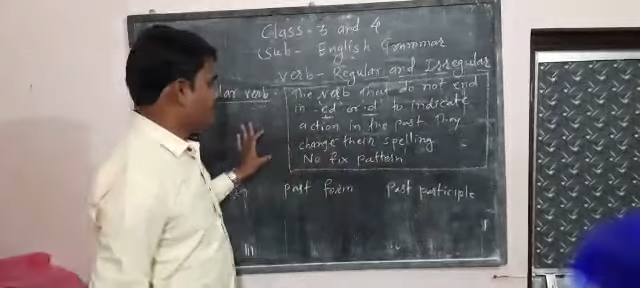 Class - 3 and 4
Sub - English Grammar
Verb - Regular and Irregular
lar verb - The verb that do not end
in 'ed' or 'd' to indicate
action in the past. They
change their spelling
No fix pattern
past form Past participle